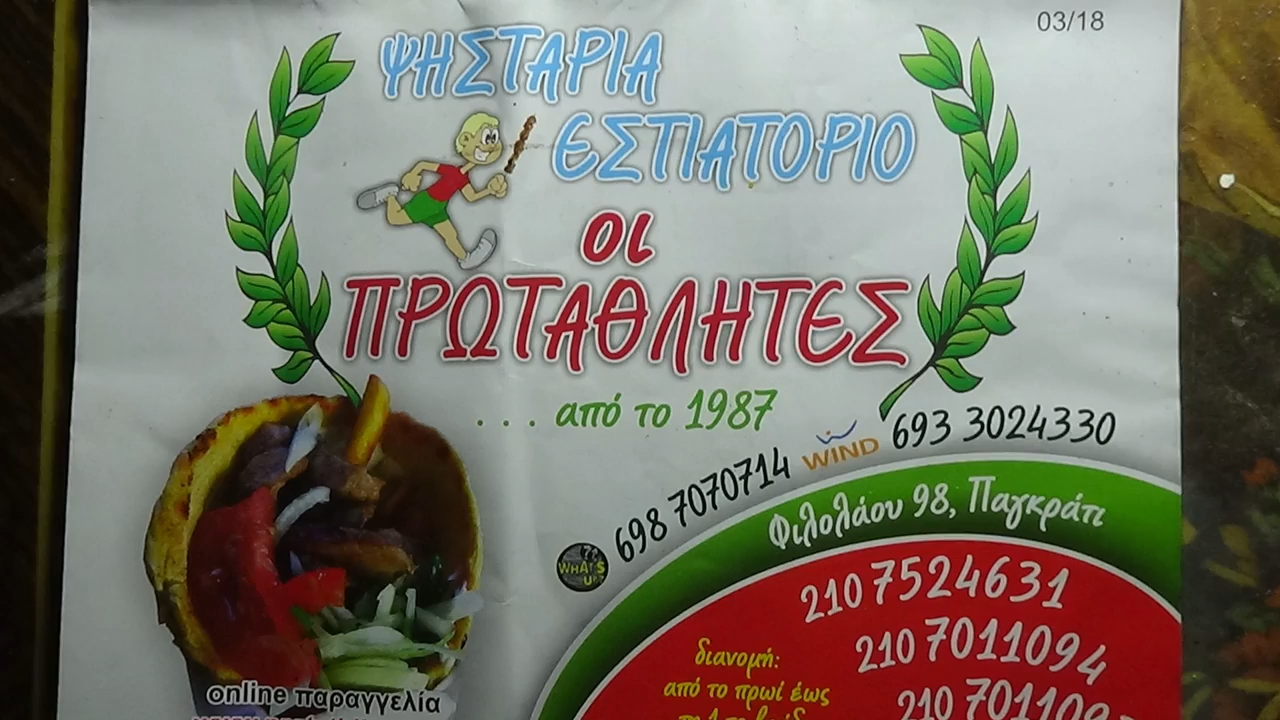 03/18
ΨΗΣΤΑΡΙΑ
ΕΣΤΙΑΤΟΡΙΟ
οι
ΠΡΩΤΑΘΛΗΤΕΣ
... από το 1987
693 3024330
WIND
698 7070714
WHAT'S UP?
Φιλολάου 98, Παγκράτι
210 7524631
210 7011094
διανομή:
από το πρωί έως
210
online παραγγελία